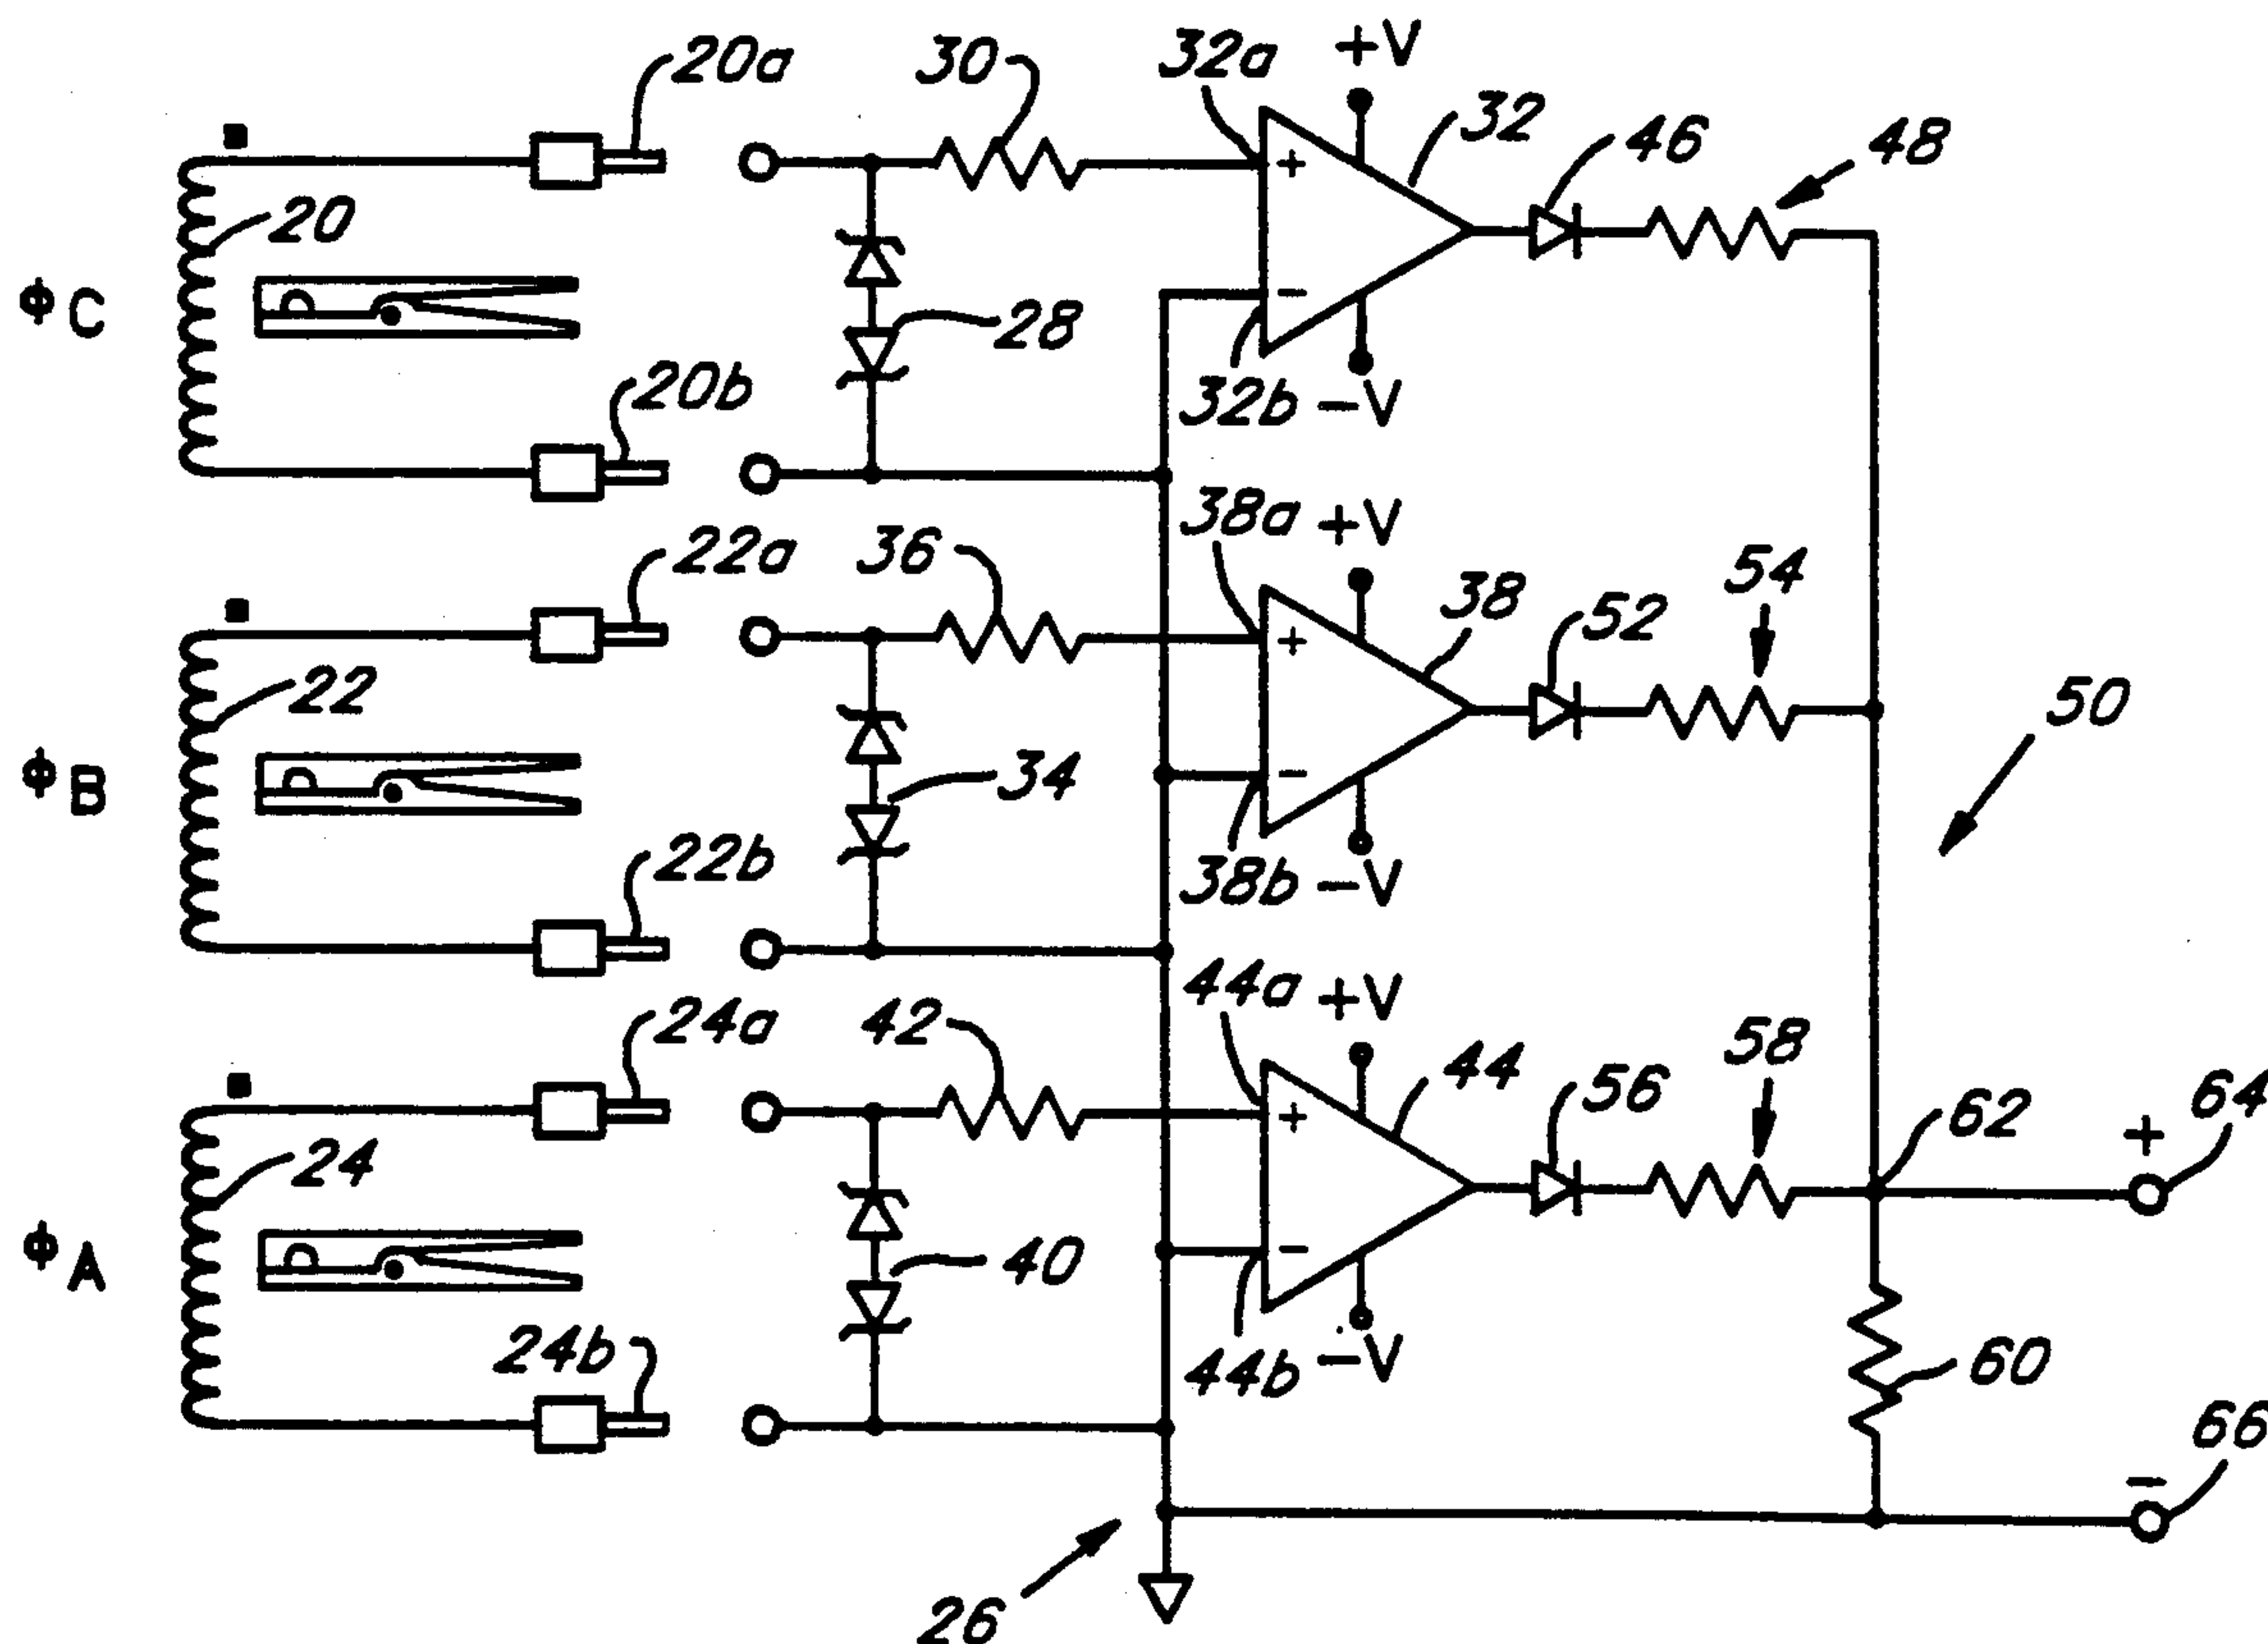 20a 30 32a +V
32 46 48
+
20
ϕC
28
−
20b 32b −V
38a +V
22a 36 38 52 54
+
22 50
ϕB
34
−
22b 38b −V
44a +V
24a 42 44 56 58 62 64
+
+
24
ϕA
40
−
24b 44b −V 60
66
−
26